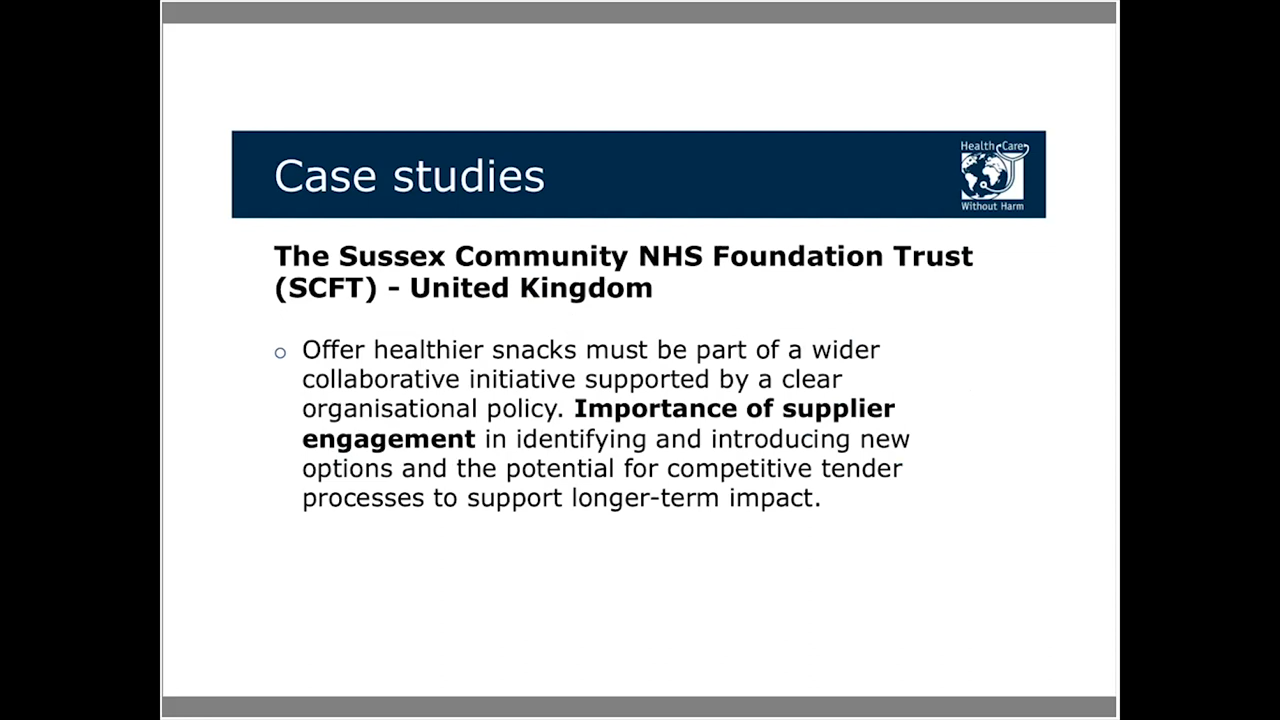 Case studies
Health Care
Without Harm
The Sussex Community NHS Foundation Trust
(SCFT) - United Kingdom
Offer healthier snacks must be part of a wider
collaborative initiative supported by a clear
organisational policy. Importance of supplier
engagement in identifying and introducing new
options and the potential for competitive tender
processes to support longer-term impact.